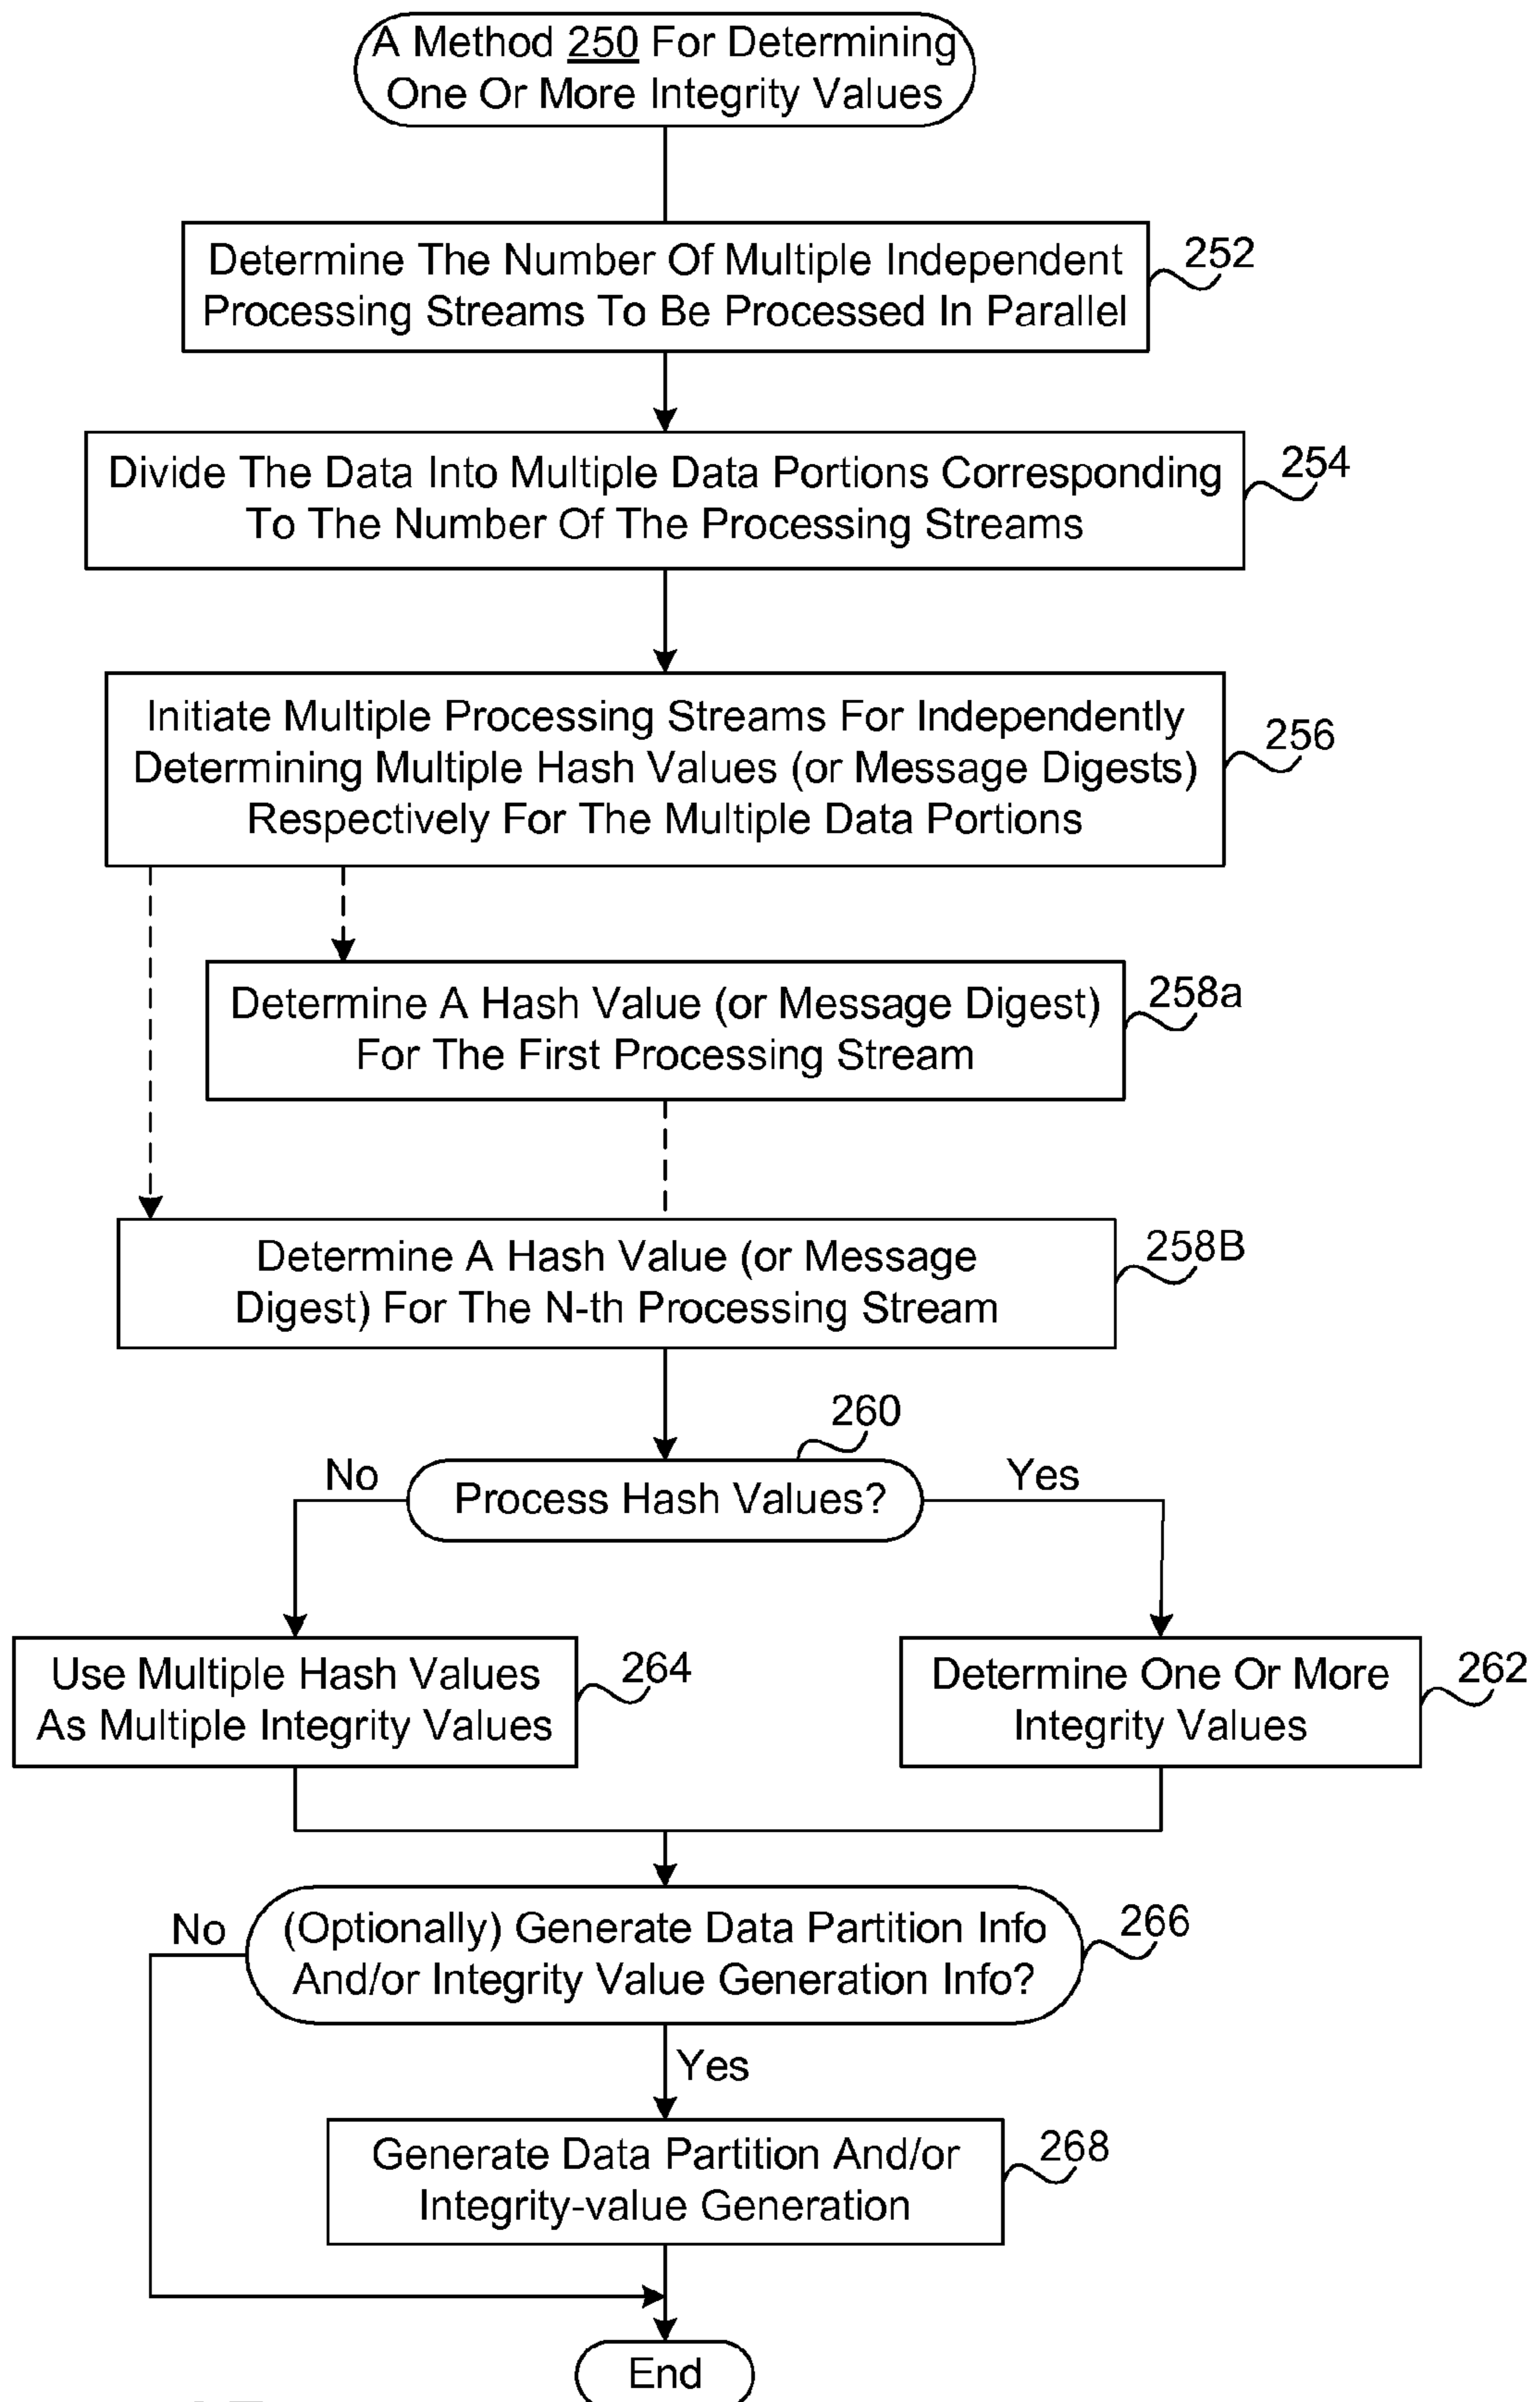 A Method 250 For Determining
One Or More Integrity Values
Determine The Number Of Multiple Independent
Processing Streams To Be Processed In Parallel
252
Divide The Data Into Multiple Data Portions Corresponding
To The Number Of The Processing Streams
254
Initiate Multiple Processing Streams For Independently
Determining Multiple Hash Values (or Message Digests)
Respectively For The Multiple Data Portions
256
Determine A Hash Value (or Message Digest)
For The First Processing Stream
258a
Determine A Hash Value (or Message
Digest) For The N-th Processing Stream
258B
260
No
Process Hash Values?
Yes
Use Multiple Hash Values
As Multiple Integrity Values
264
Determine One Or More
Integrity Values
262
No
(Optionally) Generate Data Partition Info
And/or Integrity Value Generation Info?
266
Yes
Generate Data Partition And/or
Integrity-value Generation
268
End